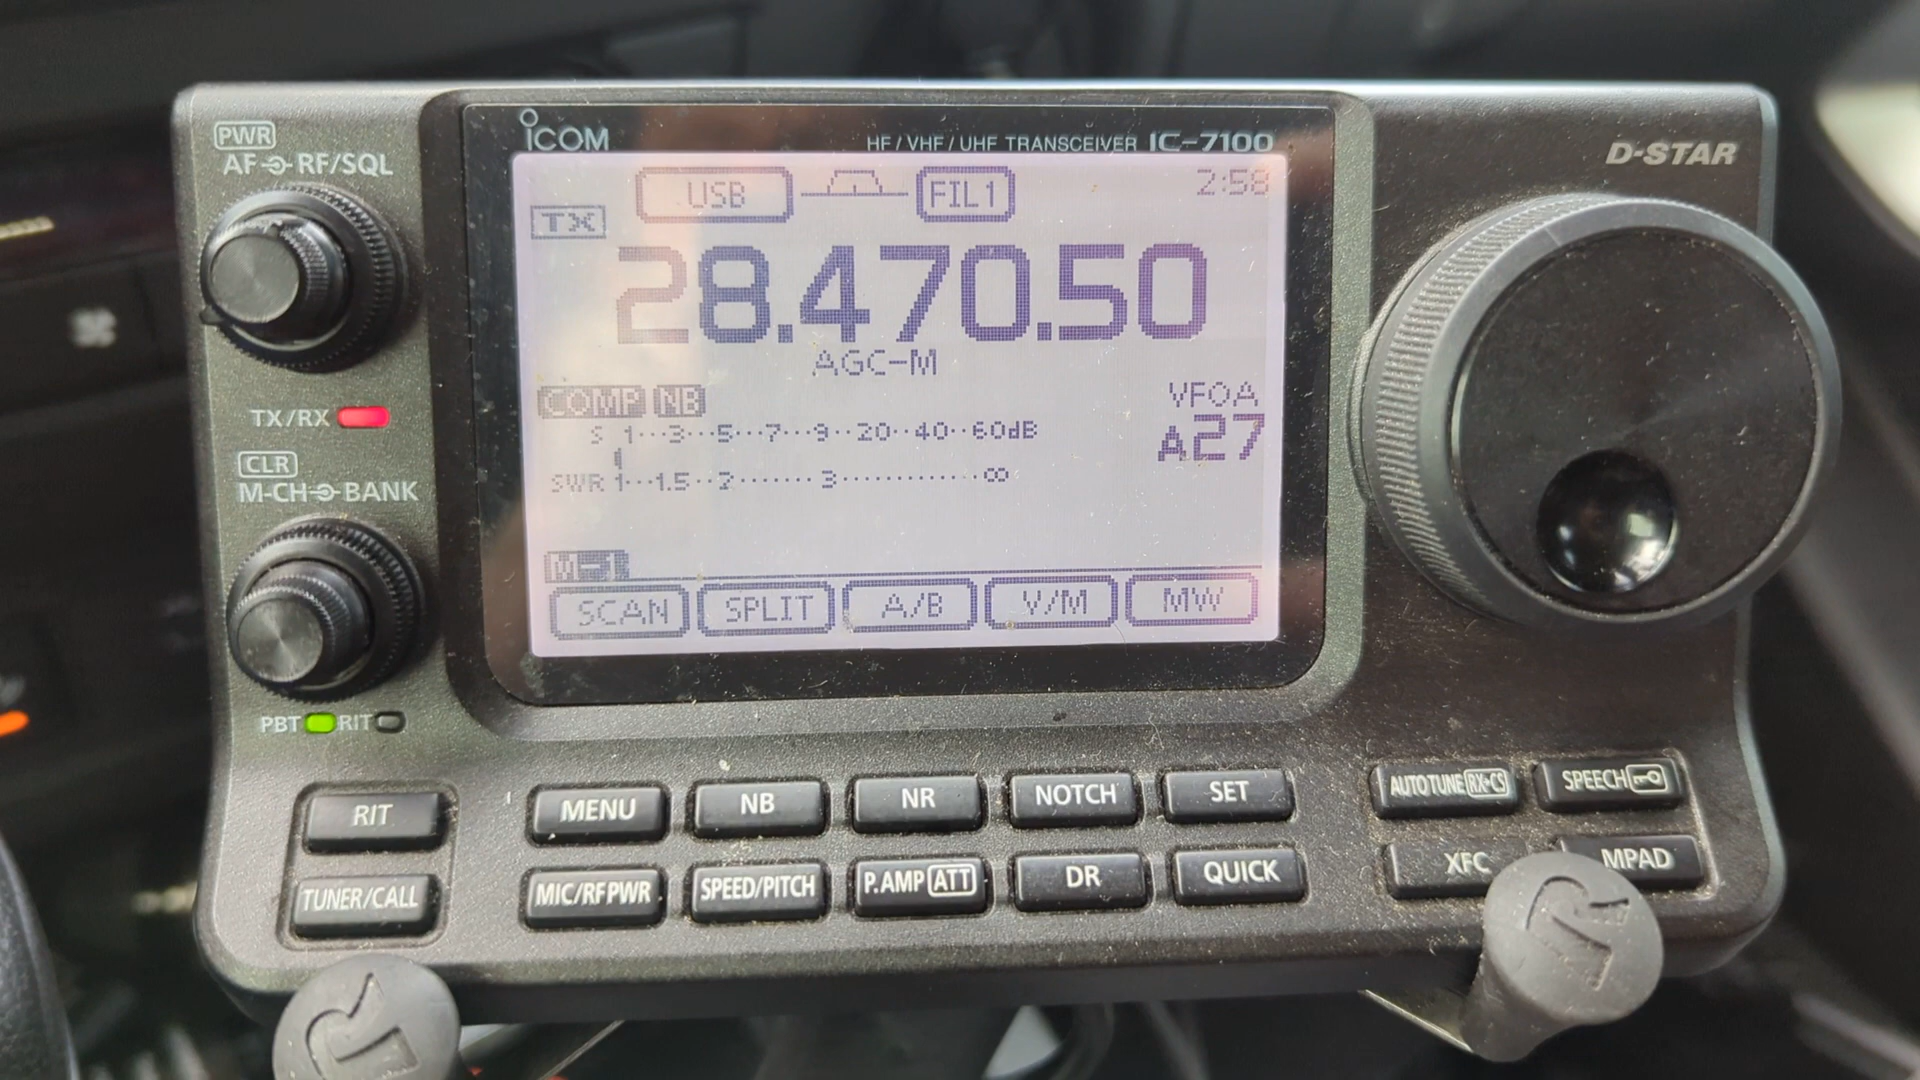 PWR
AF RF/SQL
TX/RX
CLR
M-CH BANK
PBT RIT
ICOM
HF/VHF/UHF TRANSCEIVER IC-7100
D-STAR
USB FIL1 2:58
TX
28.470.50
AGC-M
COMP NB
VFOA
A27
S 1···3···5···7···9··20··40··60dB
SWR 1···1.5··2·······3············∞
M-1
SCAN SPLIT A/B V/M MW
RIT
TUNER/CALL
MENU NB NR NOTCH SET
MIC/RF PWR SPEED/PITCH P.AMP ATT DR QUICK
AUTOTUNE RX▸CS SPEECH
XFC MPAD